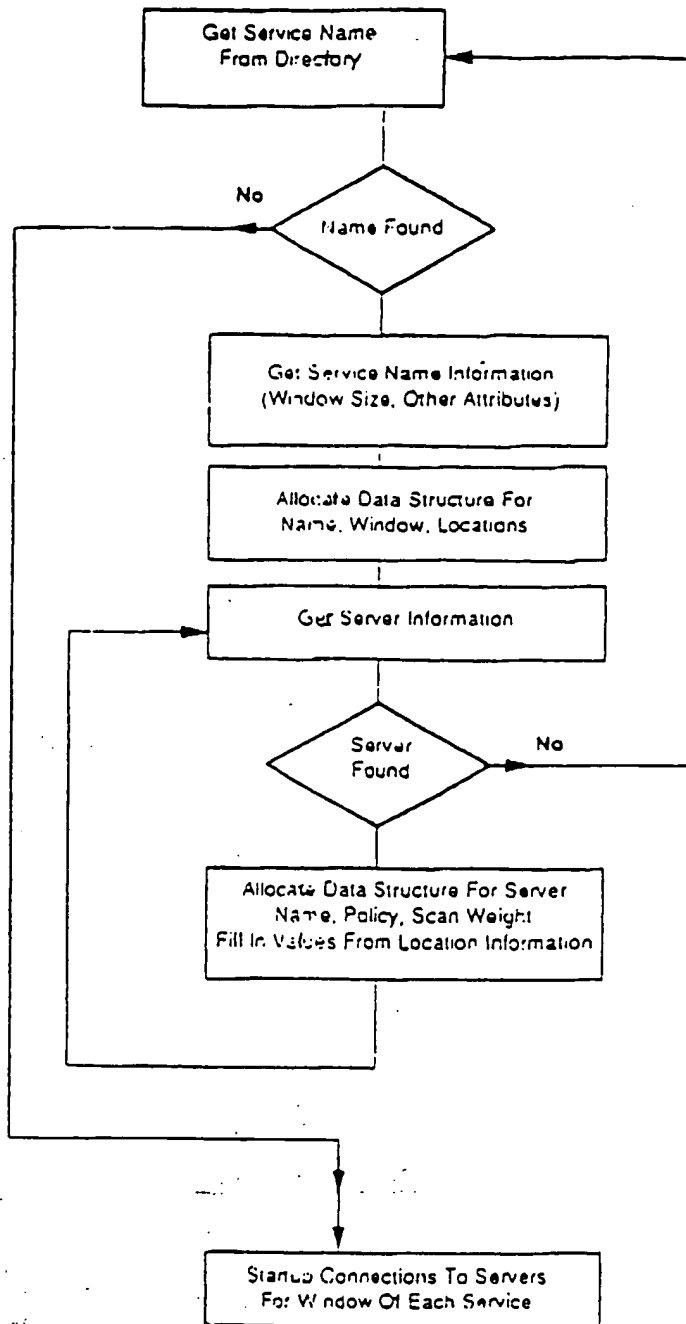 Get Service Name
From Directory
No
Name Found
Get Service Name Information
(Window Size, Other Attributes)
Allocate Data Structure For
Name, Window, Locations
Get Server Information
Server
Found
No
Allocate Data Structure For Server
Name, Policy, Scan Weight
Fill In Values From Location Information
Startup Connections To Servers
For Window Of Each Service